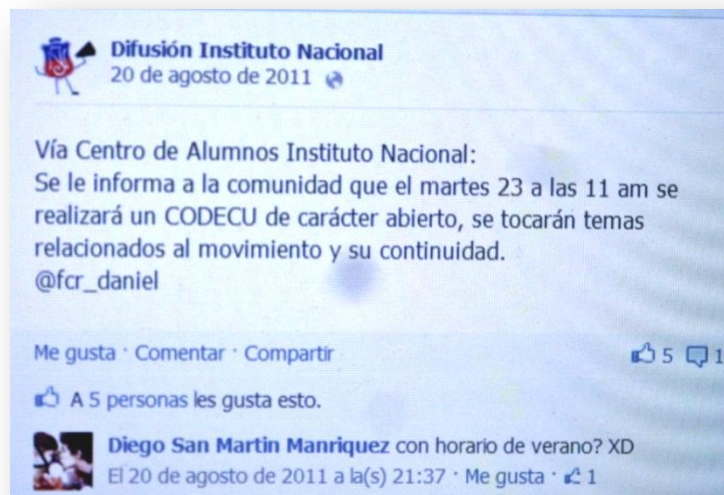 Difusión Instituto Nacional
20 de agosto de 2011
Vía Centro de Alumnos Instituto Nacional:
Se le informa a la comunidad que el martes 23 a las 11 am se
realizará un CODECU de carácter abierto, se tocarán temas
relacionados al movimiento y su continuidad.
@fcr_daniel
Me gusta · Comentar · Compartir 5 1
A 5 personas les gusta esto.
Diego San Martin Manriquez con horario de verano? XD
El 20 de agosto de 2011 a la(s) 21:37 · Me gusta · 1